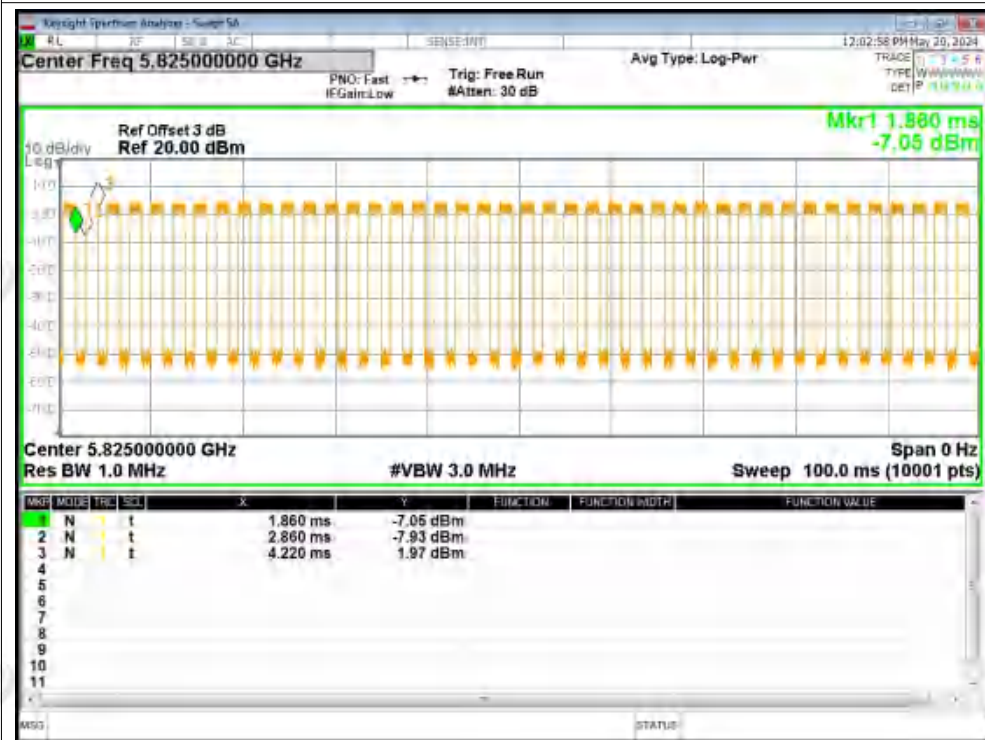 Keysight Spectrum Analyzer - Swept SA
RL RF AC SENSE:INT 12:02:58 PM May 20, 2024
Center Freq 5.825000000 GHz Avg Type: Log-Pwr TRACE
PNO: Fast Trig: Free Run TYPE
IFGain:Low #Atten: 30 dB DET
Mkr1 1.860 ms
Ref Offset 3 dB
10 dB/div Ref 20.00 dBm -7.05 dBm
Log
Center 5.825000000 GHz Span 0 Hz
Res BW 1.0 MHz #VBW 3.0 MHz Sweep 100.0 ms (10001 pts)
MKR MODE TRC SCL X Y FUNCTION FUNCTION WIDTH FUNCTION VALUE
1 N 1 t 1.860 ms -7.05 dBm
2 N 1 t 2.860 ms -7.93 dBm
3 N 1 t 4.220 ms 1.97 dBm
4
5
6
7
8
9
10
11
MSG STATUS